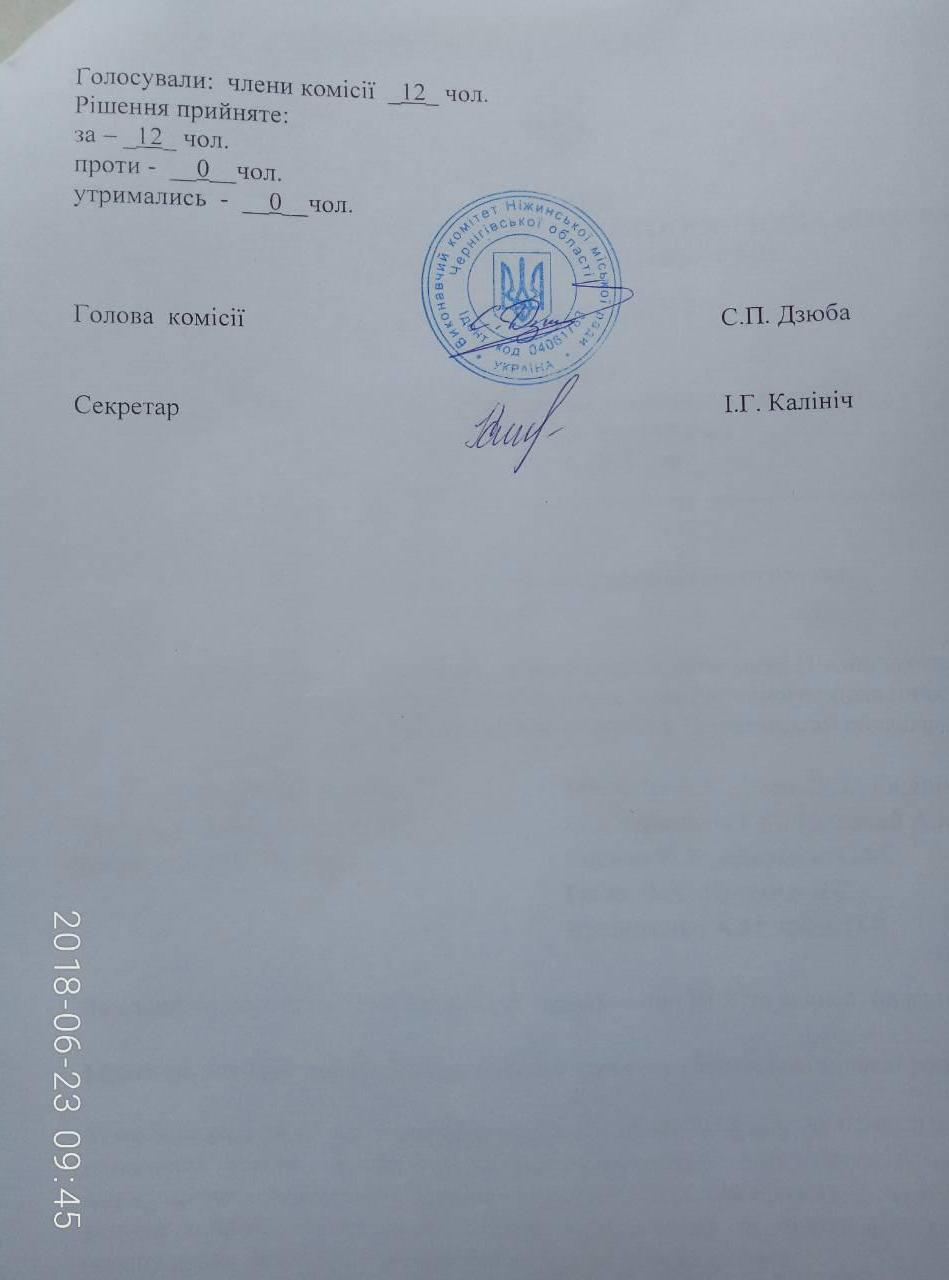 Голосували: члени комісії _12_ чол.
Рішення прийняте:
за – _12_ чол.
проти - __0__чол.
утримались - __0__чол.
Виконавчий комітет Ніжинської міської ради
Чернігівської області
Ідент код 04061783
УКРАЇНА
Голова комісії С.П. Дзюба
Секретар І.Г. Калініч
2018-06-23 09:45